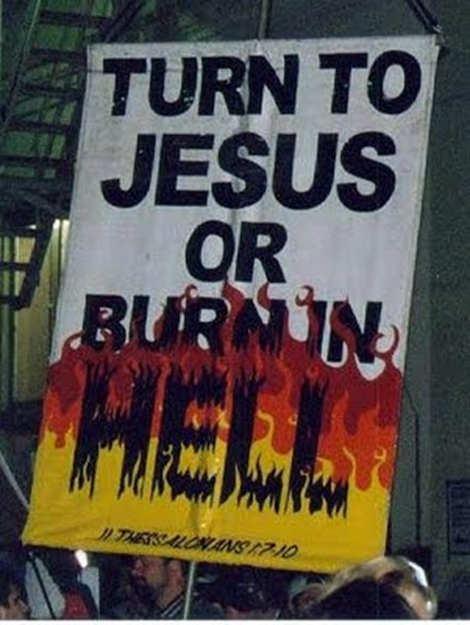 TURN TO
JESUS
OR
BURN IN
HELL
II THESSALONIANS 1:7-10